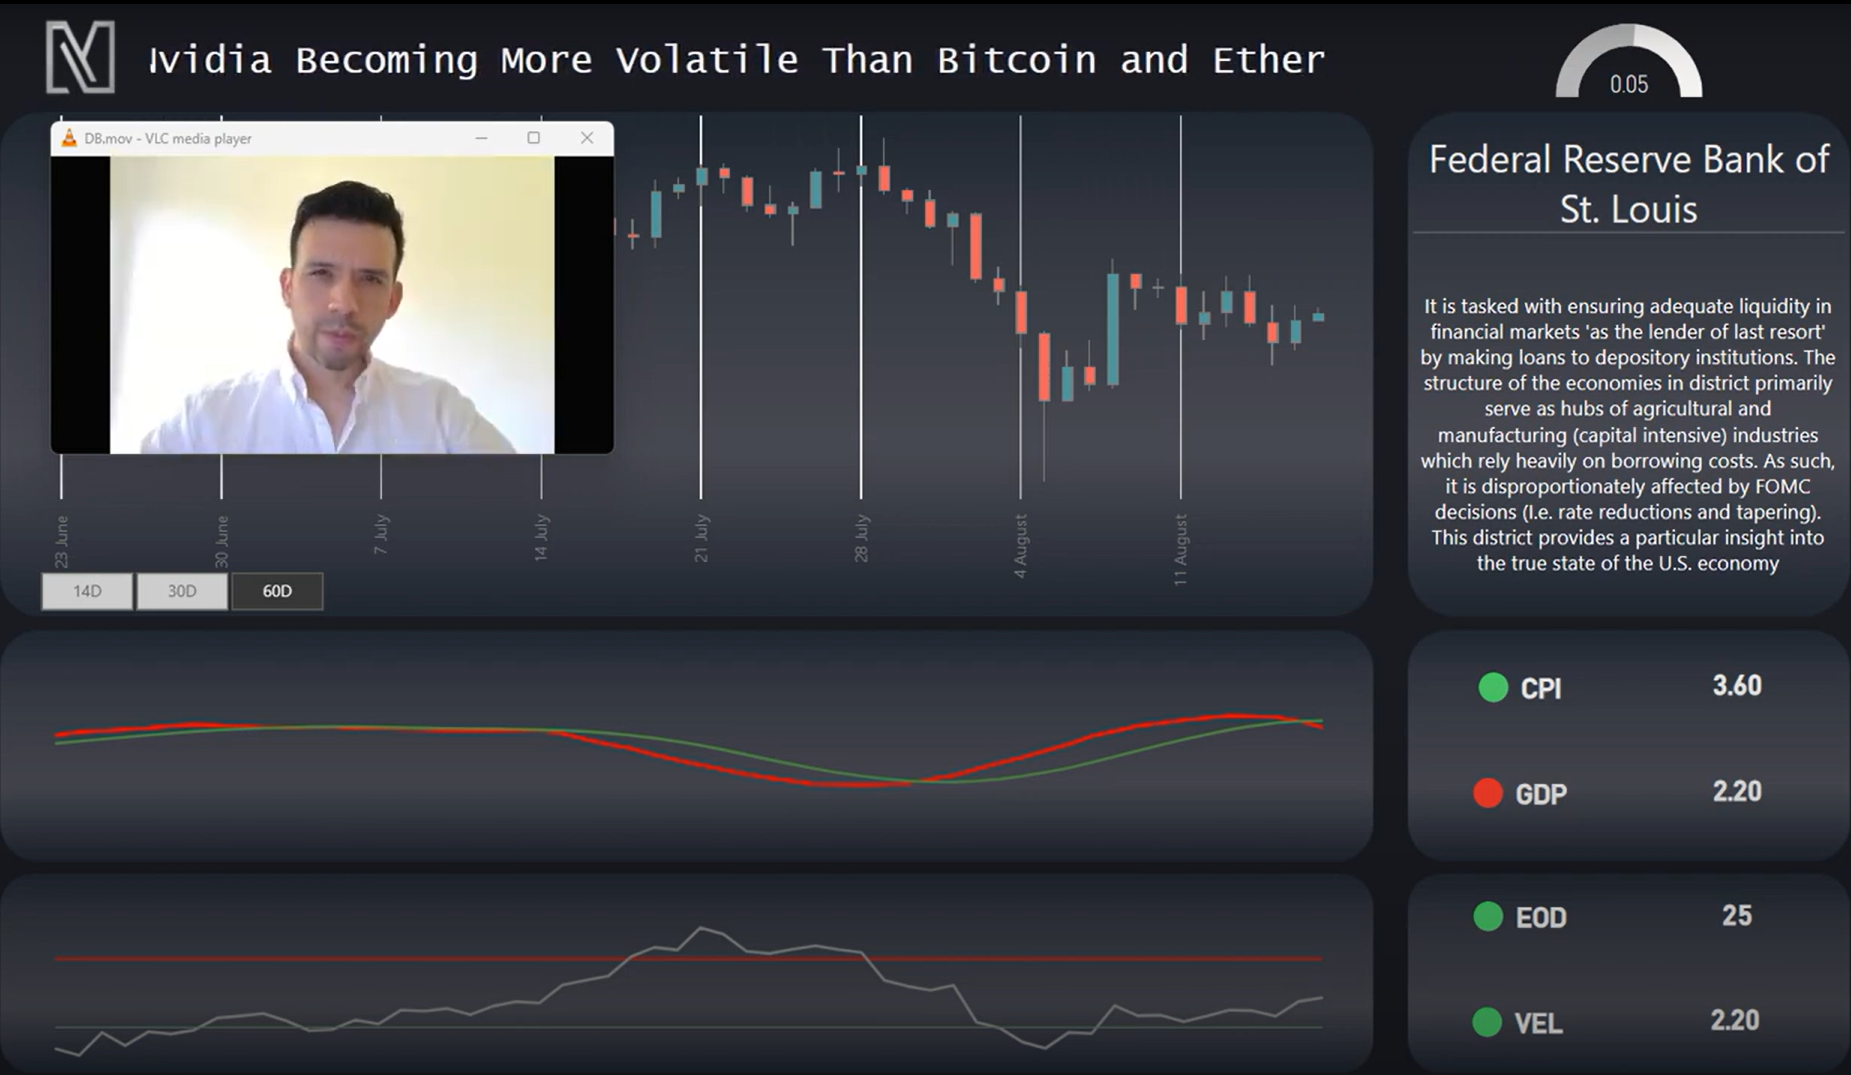 Nvidia Becoming More Volatile Than Bitcoin and Ether
0.05
DB.mov - VLC media player
23 June
30 June
7 July
14 July
21 July
28 July
4 August
11 August
14D
30D
60D
Federal Reserve Bank of
St. Louis
It is tasked with ensuring adequate liquidity in
financial markets 'as the lender of last resort'
by making loans to depository institutions. The
structure of the economies in district primarily
serve as hubs of agricultural and
manufacturing (capital intensive) industries
which rely heavily on borrowing costs. As such,
it is disproportionately affected by FOMC
decisions (I.e. rate reductions and tapering).
This district provides a particular insight into
the true state of the U.S. economy
CPI 3.60
GDP 2.20
EOD 25
VEL 2.20